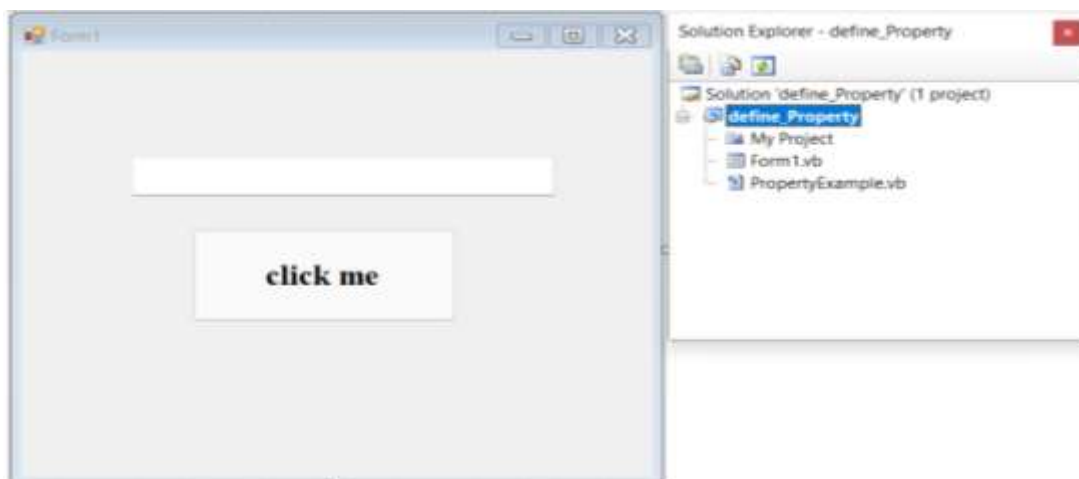 Form1
click me
Solution Explorer - define_Property
Solution 'define_Property' (1 project)
define_Property
My Project
Form1.vb
PropertyExample.vb